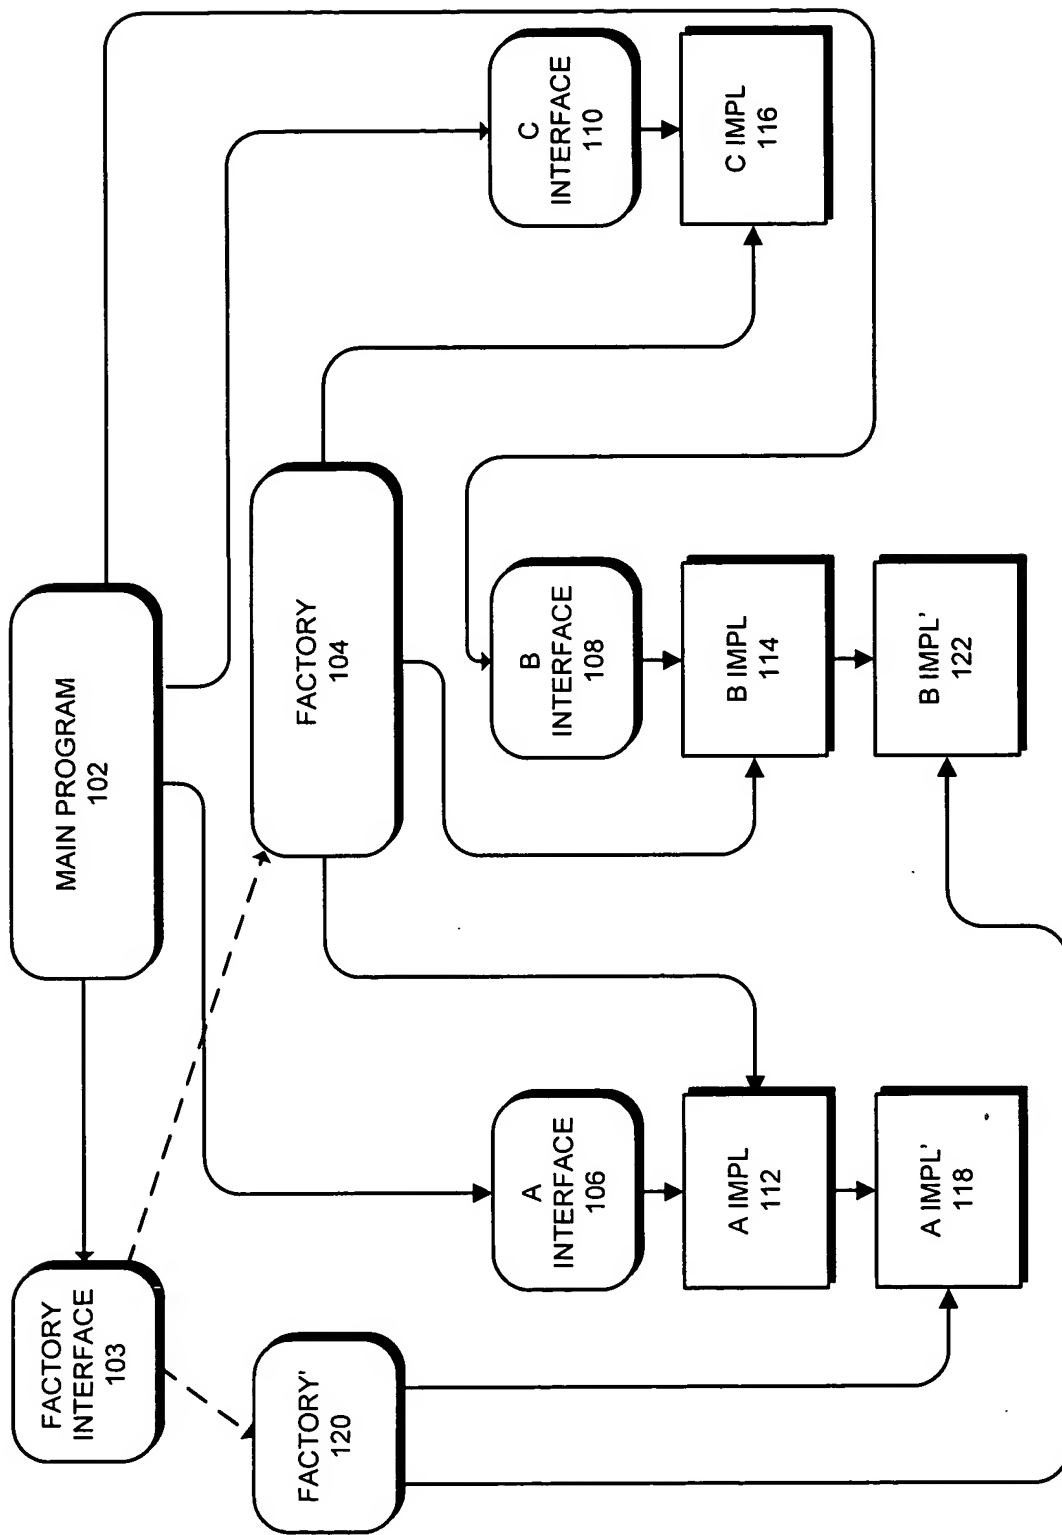 FACTORY
INTERFACE
103
MAIN PROGRAM
102
FACTORY'
120
FACTORY
104
A
INTERFACE
106
B
INTERFACE
108
C
INTERFACE
110
A IMPL
112
B IMPL
114
C IMPL
116
A IMPL'
118
B IMPL'
122